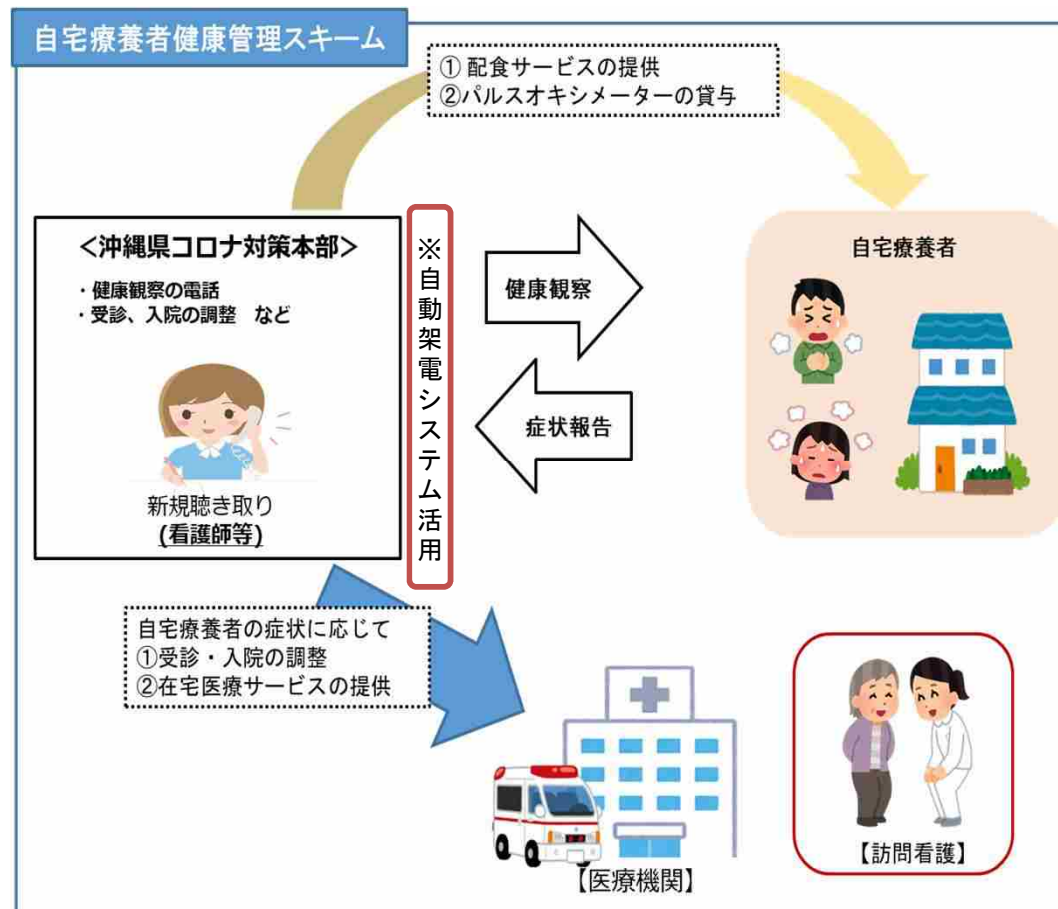 自宅療養者健康管理スキーム
① 配食サービスの提供
②パルスオキシメーターの貸与
<沖縄県コロナ対策本部>
・健康観察の電話
・受診、入院の調整 など
新規聴き取り
(看護師等)
※自動架電システム活用
健康観察
症状報告
自宅療養者
自宅療養者の症状に応じて
①受診・入院の調整
②在宅医療サービスの提供
【医療機関】
【訪問看護】